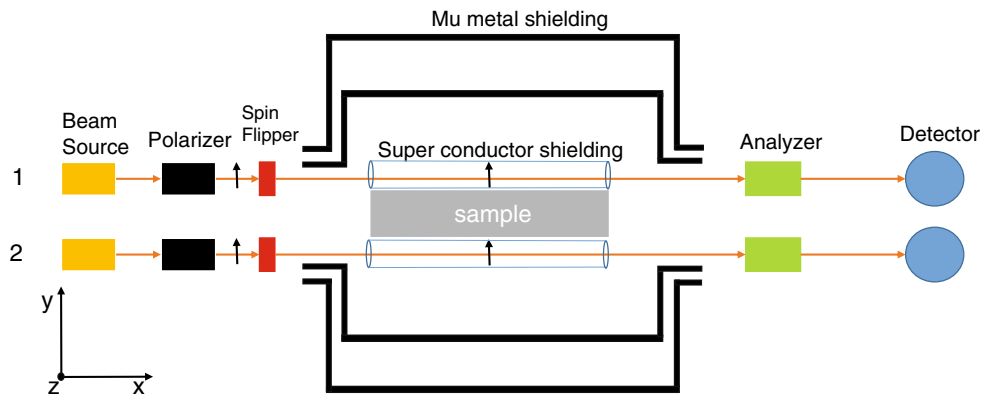 Mu metal shielding
Beam
Source
Polarizer
Spin
Flipper
Super conductor shielding
Analyzer
Detector
1
sample
2
y
z
x